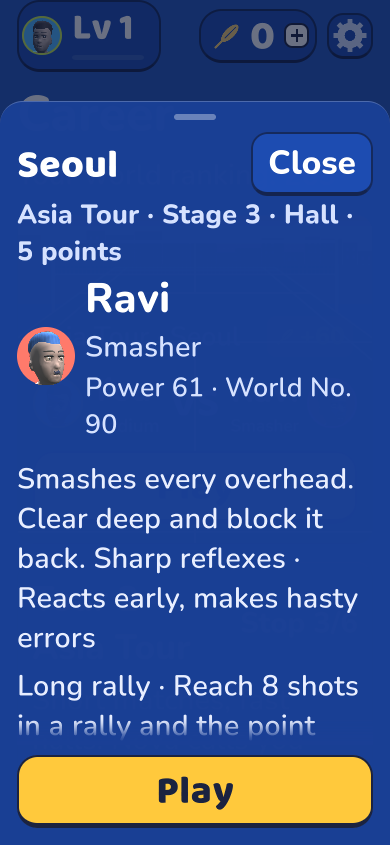 Lv 1
0
Career
Seoul
Close
Asia Tour · Stage 3 · Hall ·
5 points
Ravi
Smasher
Power 61 · World No.
90
Smashes every overhead.
Clear deep and block it
back. Sharp reflexes ·
Reacts early, makes hasty
errors
Long rally · Reach 8 shots
in a rally and the point
Play